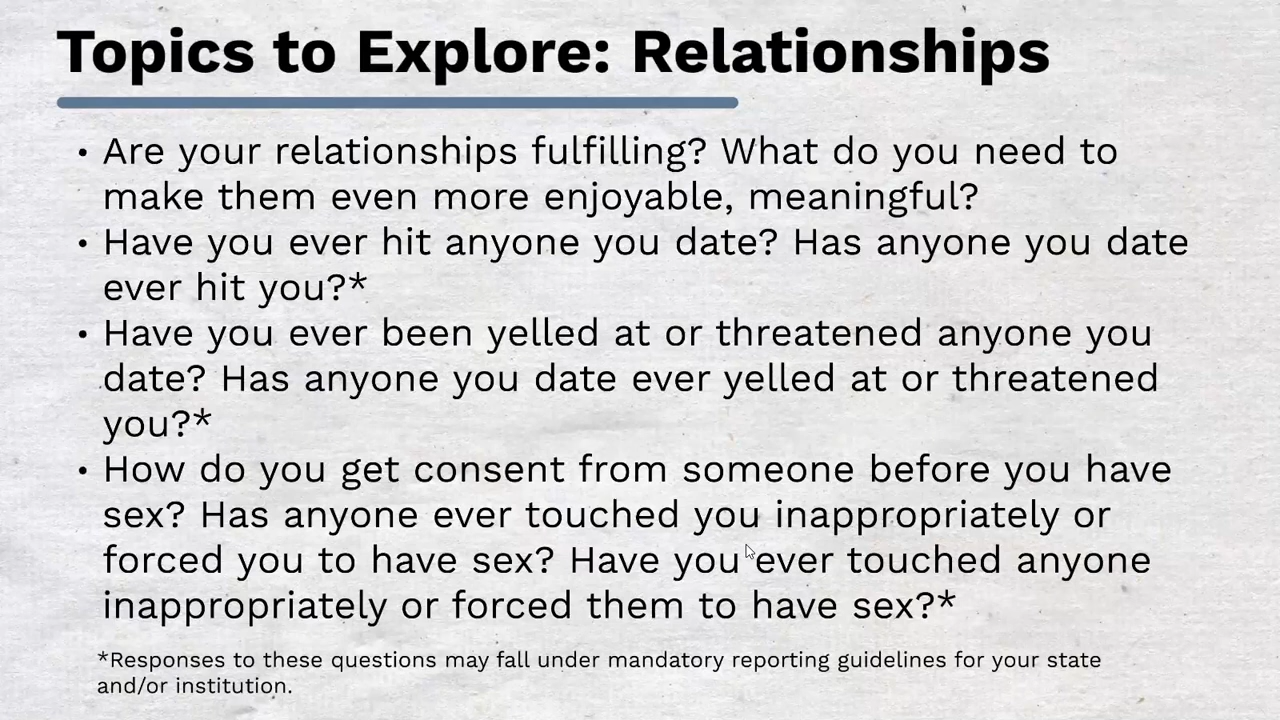 Topics to Explore: Relationships
• Are your relationships fulfilling? What do you need to
make them even more enjoyable, meaningful?
• Have you ever hit anyone you date? Has anyone you date
ever hit you?*
• Have you ever been yelled at or threatened anyone you
date? Has anyone you date ever yelled at or threatened
you?*
• How do you get consent from someone before you have
sex? Has anyone ever touched you inappropriately or
forced you to have sex? Have you ever touched anyone
inappropriately or forced them to have sex?*
*Responses to these questions may fall under mandatory reporting guidelines for your state
and/or institution.